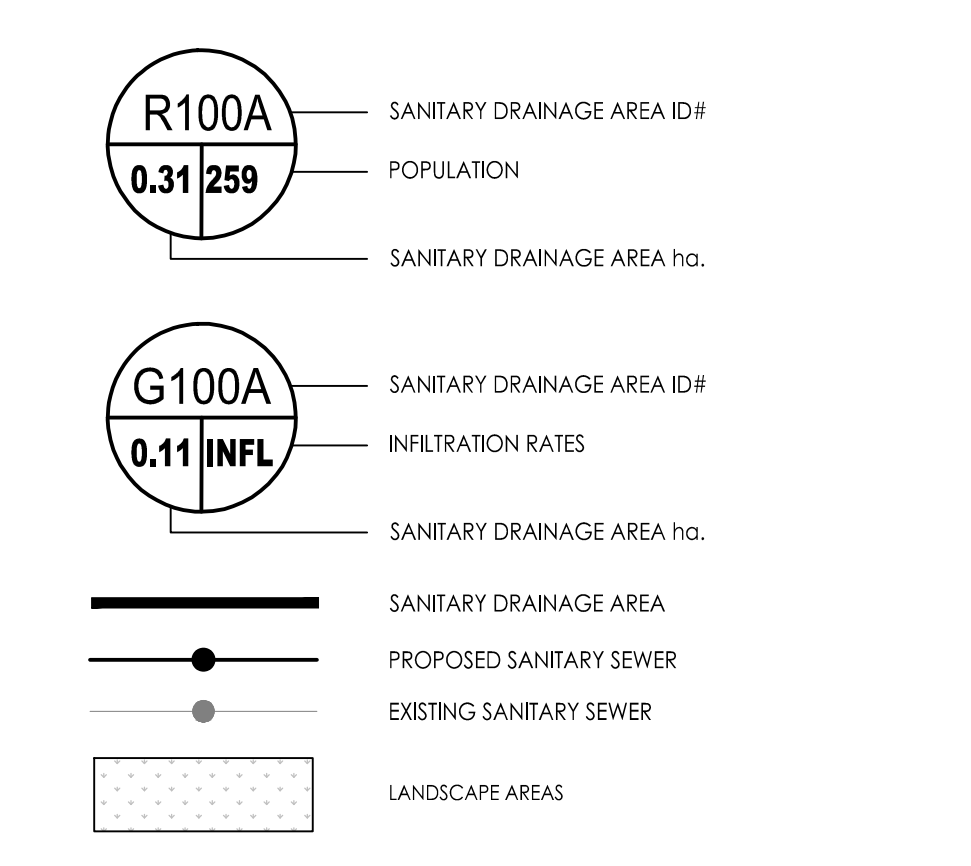 R100A
SANITARY DRAINAGE AREA ID#
0.31 259
POPULATION
SANITARY DRAINAGE AREA ha.
G100A
SANITARY DRAINAGE AREA ID#
0.11 INFL
INFILTRATION RATES
SANITARY DRAINAGE AREA ha.
SANITARY DRAINAGE AREA
PROPOSED SANITARY SEWER
EXISTING SANITARY SEWER
LANDSCAPE AREAS